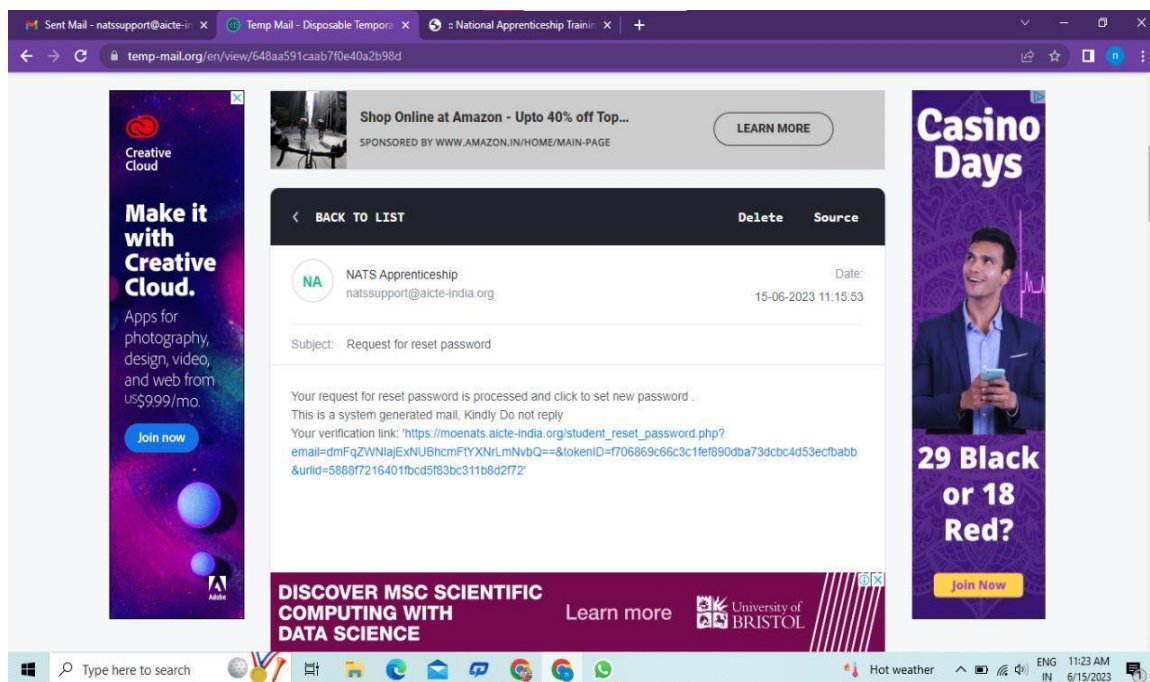 Sent Mail - natssupport@aicte-in
Temp Mail - Disposable Tempora
:: National Apprenticeship Trainin
temp-mail.org/en/view/648aa591caab7f0e40a2b98d
Creative
Cloud
Make it
with
Creative
Cloud.
Apps for
photography,
design, video,
and web from
US$9.99/mo.
Join now
Adobe
Shop Online at Amazon - Upto 40% off Top...
SPONSORED BY WWW.AMAZON.IN/HOME/MAIN-PAGE
LEARN MORE
BACK TO LIST
Delete Source
NA
NATS Apprenticeship
natssupport@aicte-india.org
Date:
15-06-2023 11:15:53
Subject: Request for reset password
Your request for reset password is processed and click to set new password .
This is a system generated mail, Kindly Do not reply
Your verification link: 'https://moenats.aicte-india.org/student_reset_password.php?
email=dmFqZWNlajExNUBhcmFtYXNrLmNvbQ==&tokenID=f706869c66c3c1fef890dba73dcbc4d53ecfbabb
&urlid=5888f7216401fbcd5f83bc311b8d2f72'
DISCOVER MSC SCIENTIFIC
COMPUTING WITH
DATA SCIENCE
Learn more
University of
BRISTOL
Casino
Days
29 Black
or 18
Red?
Join Now
Type here to search
Hot weather
ENG
IN
11:23 AM
6/15/2023